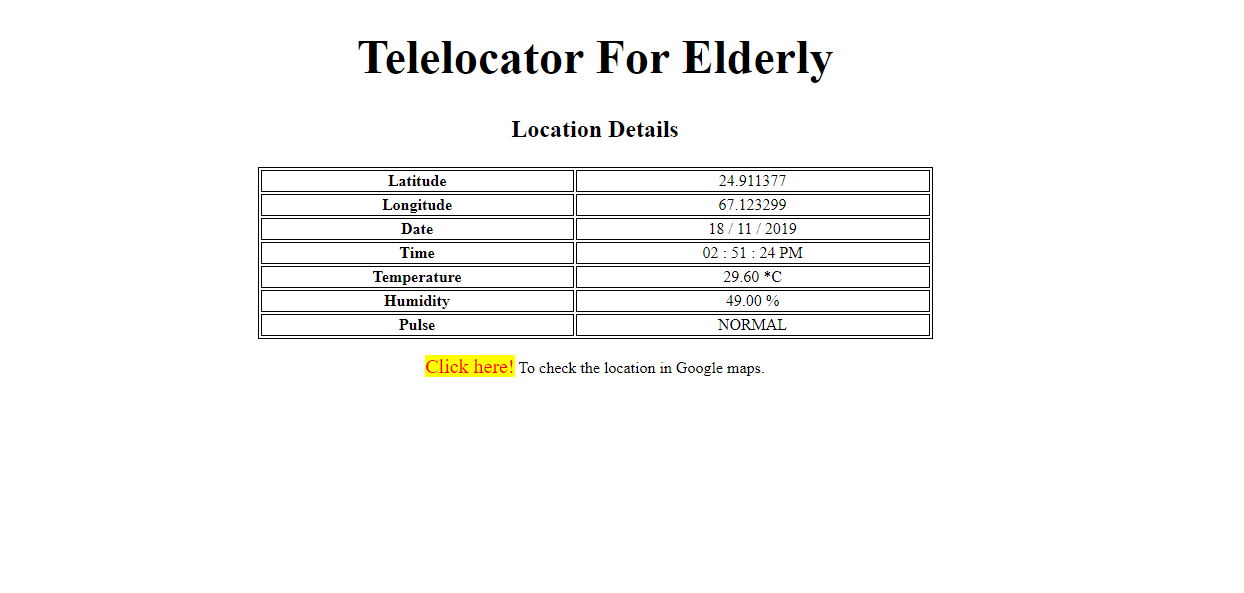 Telelocator For Elderly
Location Details
Latitude 24.911377
Longitude 67.123299
Date 18 / 11 / 2019
Time 02 : 51 : 24 PM
Temperature 29.60 *C
Humidity 49.00 %
Pulse NORMAL
Click here! To check the location in Google maps.